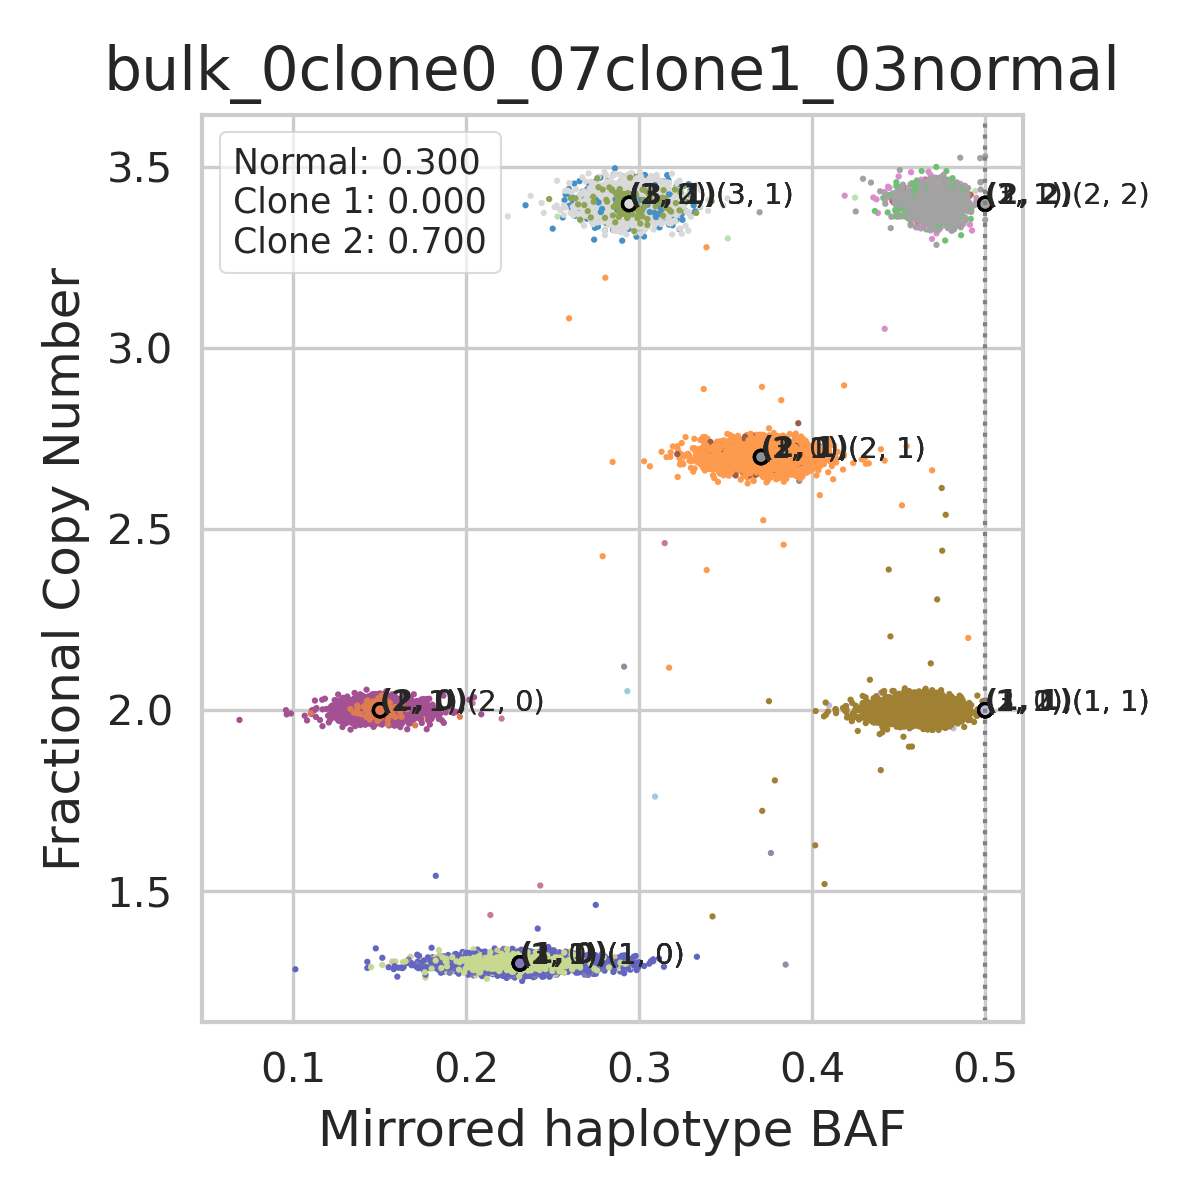 bulk_0clone0_07clone1_03normal
Normal: 0.300
Clone 1: 0.000
Clone 2: 0.700
3.5
3.0
2.5
2.0
1.5
(3, 1)
(2, 2)
(2, 1)
(2, 0)
(1, 1)
(1, 0)
0.1 0.2 0.3 0.4 0.5
Mirrored haplotype BAF
Fractional Copy Number